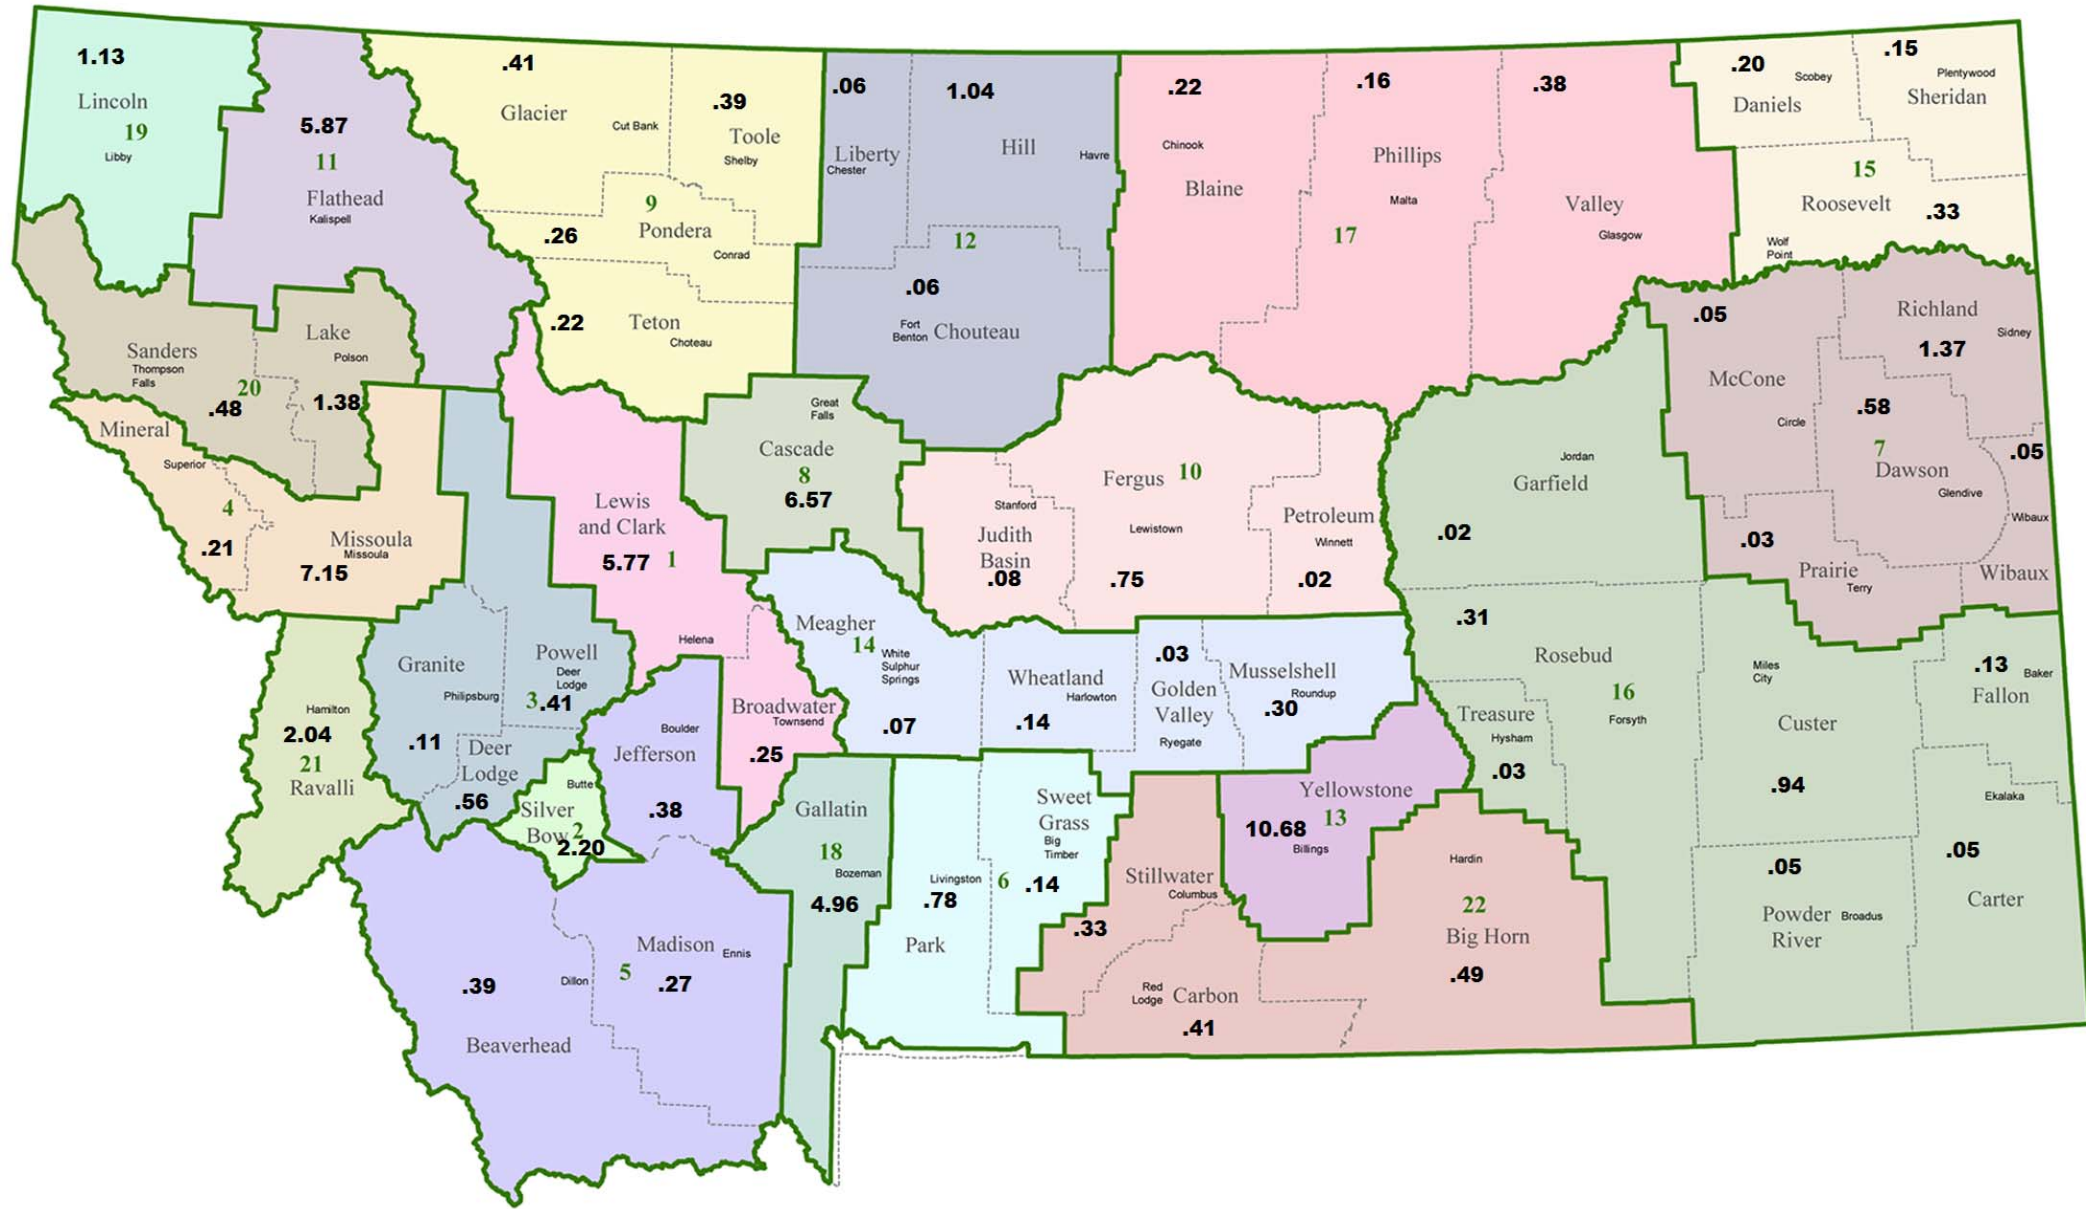 1.13
Lincoln
19
Libby
5.87
11
Flathead
Kalispell
.41
Glacier
Cut Bank
.39
Toole
Shelby
9
.26
Pondera
Conrad
.22
Teton
Choteau
.06
Liberty
Chester
1.04
Hill
Havre
12
.06
Fort
Benton
Chouteau
.22
Chinook
Blaine
.16
Phillips
Malta
17
.38
Valley
Glasgow
.20
Scobey
Daniels
.15
Plentywood
Sheridan
15
Roosevelt
.33
Wolf
Point
Sanders
Thompson
Falls
20
.48
Lake
Polson
1.38
Mineral
Superior
4
.21
Missoula
Missoula
7.15
Lewis
and Clark
5.77
1
Helena
Great
Falls
Cascade
8
6.57
Stanford
Judith
Basin
.08
Fergus
10
Lewistown
.75
Petroleum
Winnett
.02
Jordan
Garfield
.02
.05
McCone
Circle
Richland
Sidney
1.37
.58
7
Dawson
Glendive
.05
Wibaux
Wibaux
.03
Prairie
Terry
Hamilton
2.04
21
Ravalli
Granite
Philipsburg
.11
Powell
Deer
Lodge
3
.41
Deer
Lodge
.56
Butte
Silver
Bow
2
2.20
Boulder
Jefferson
.38
Broadwater
Townsend
.25
Meagher
14
White
Sulphur
Springs
.07
Wheatland
Harlowton
.14
.03
Golden
Valley
Ryegate
Musselshell
Roundup
.30
.31
Rosebud
16
Forsyth
Treasure
Hysham
.03
Miles
City
Custer
.94
.13
Baker
Fallon
Ekalaka
.05
Carter
.05
Powder
River
Broadus
Yellowstone
10.68
13
Billings
Hardin
22
Big Horn
.49
Stillwater
Columbus
.33
Red
Lodge
Carbon
.41
Sweet
Grass
Big
Timber
.14
6
Livingston
.78
Park
Gallatin
18
Bozeman
4.96
Madison
Ennis
.27
5
Dillon
.39
Beaverhead